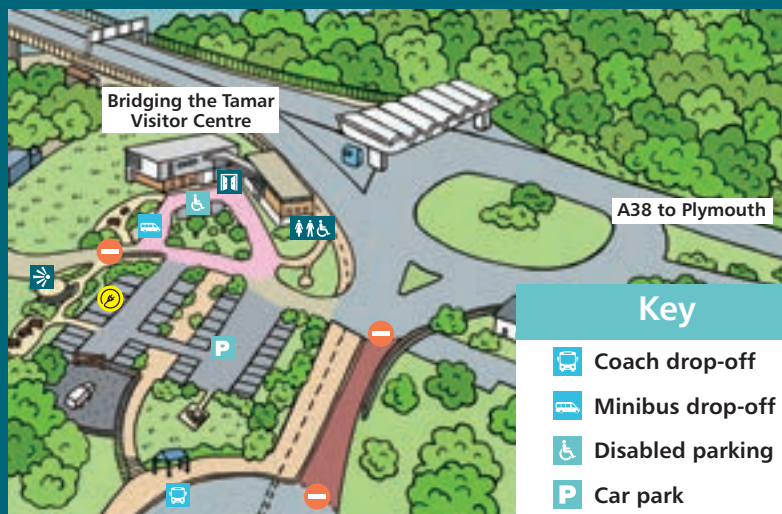 Bridging the Tamar
Visitor Centre
A38 to Plymouth
P
Key
Coach drop-off
Minibus drop-off
Disabled parking
P Car park